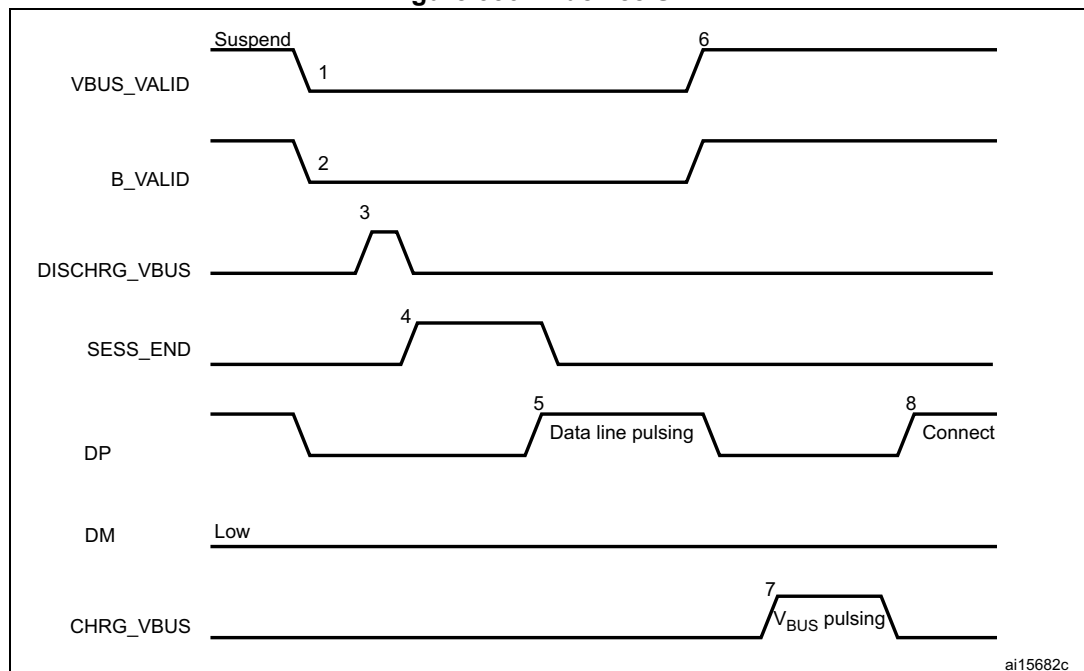 Suspend
6
VBUS_VALID
1
B_VALID
2
3
DISCHRG_VBUS
4
SESS_END
5
8
DP
Data line pulsing
Connect
DM
Low
7
CHRG_VBUS
VBUS pulsing
ai15682c